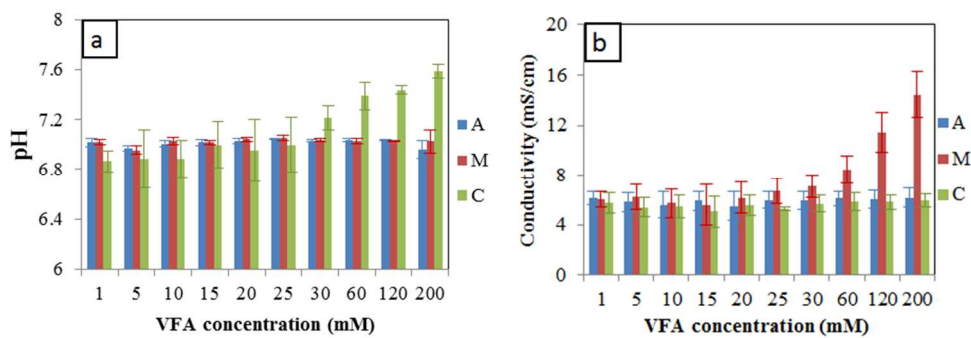 a
pH
8
7.6
7.2
6.8
6.4
6
1 5 10 15 20 25 30 60 120 200
VFA concentration (mM)
A
M
C
b
Conductivity (mS/cm)
20
16
12
8
4
0
1 5 10 15 20 25 30 60 120 200
VFA concentration (mM)
A
M
C